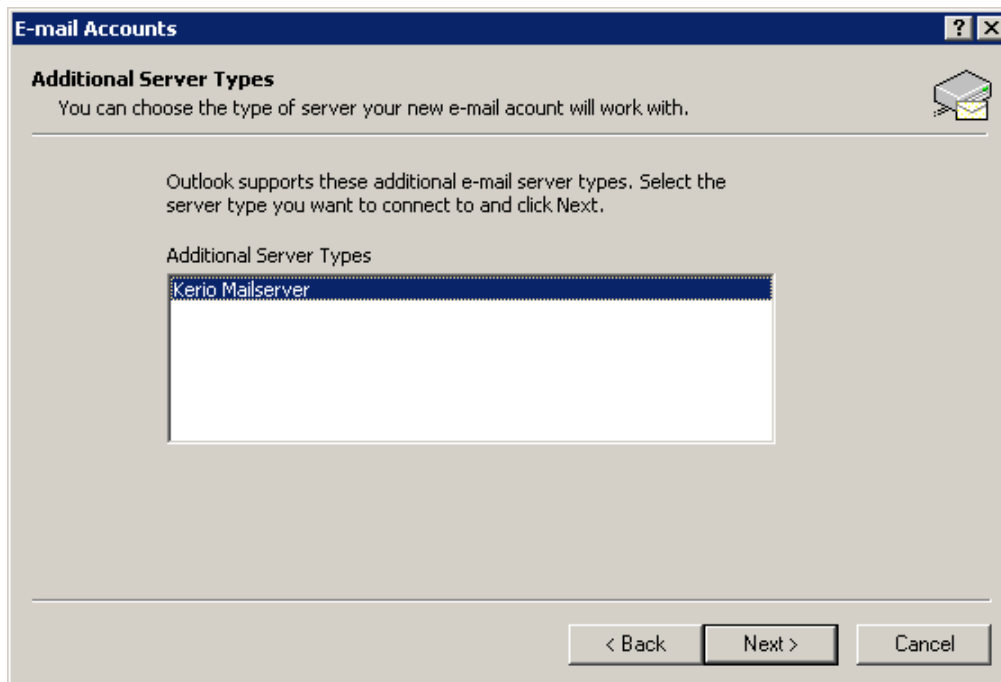 E-mail Accounts
?
Additional Server Types
You can choose the type of server your new e-mail acount will work with.
Outlook supports these additional e-mail server types. Select the
server type you want to connect to and click Next.
Additional Server Types
Kerio Mailserver
< Back
Next >
Cancel